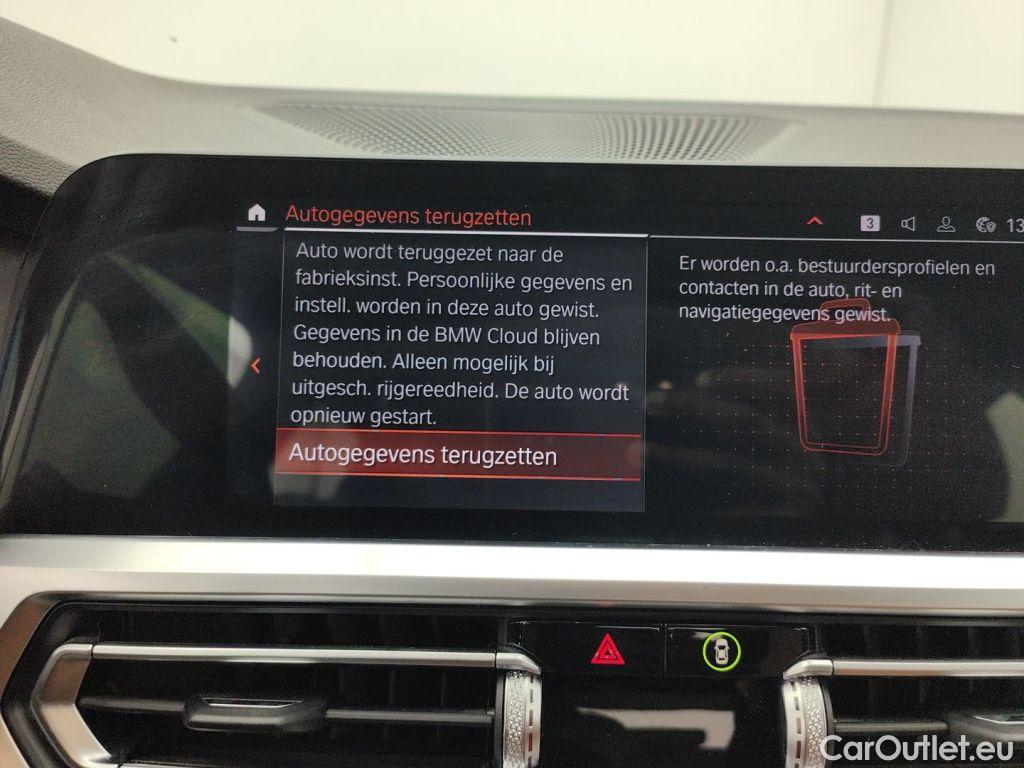 Autogegevens terugzetten
3
13
Auto wordt teruggezet naar de
fabrieksinst. Persoonlijke gegevens en
instell. worden in deze auto gewist.
Gegevens in de BMW Cloud blijven
behouden. Alleen mogelijk bij
uitgesch. rijgereedheid. De auto wordt
opnieuw gestart.
Autogegevens terugzetten
Er worden o.a. bestuurdersprofielen en
contacten in de auto, rit- en
navigatiegegevens gewist.
CarOutlet.eu